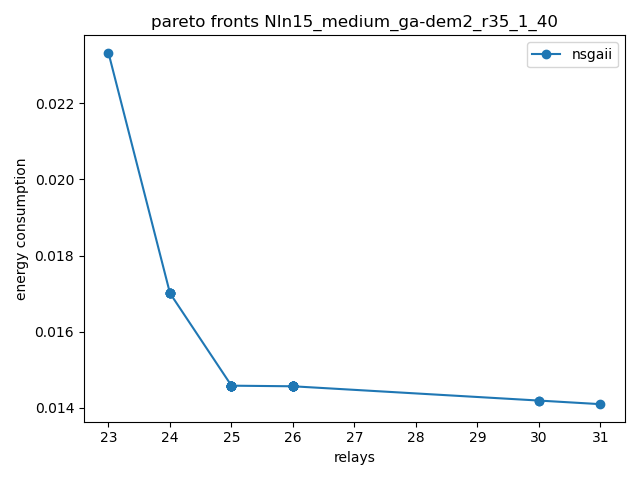 pareto fronts NIn15_medium_ga-dem2_r35_1_40
nsgaii
0.022
0.020
0.018
0.016
0.014
energy consumption
23 24 25 26 27 28 29 30 31
relays